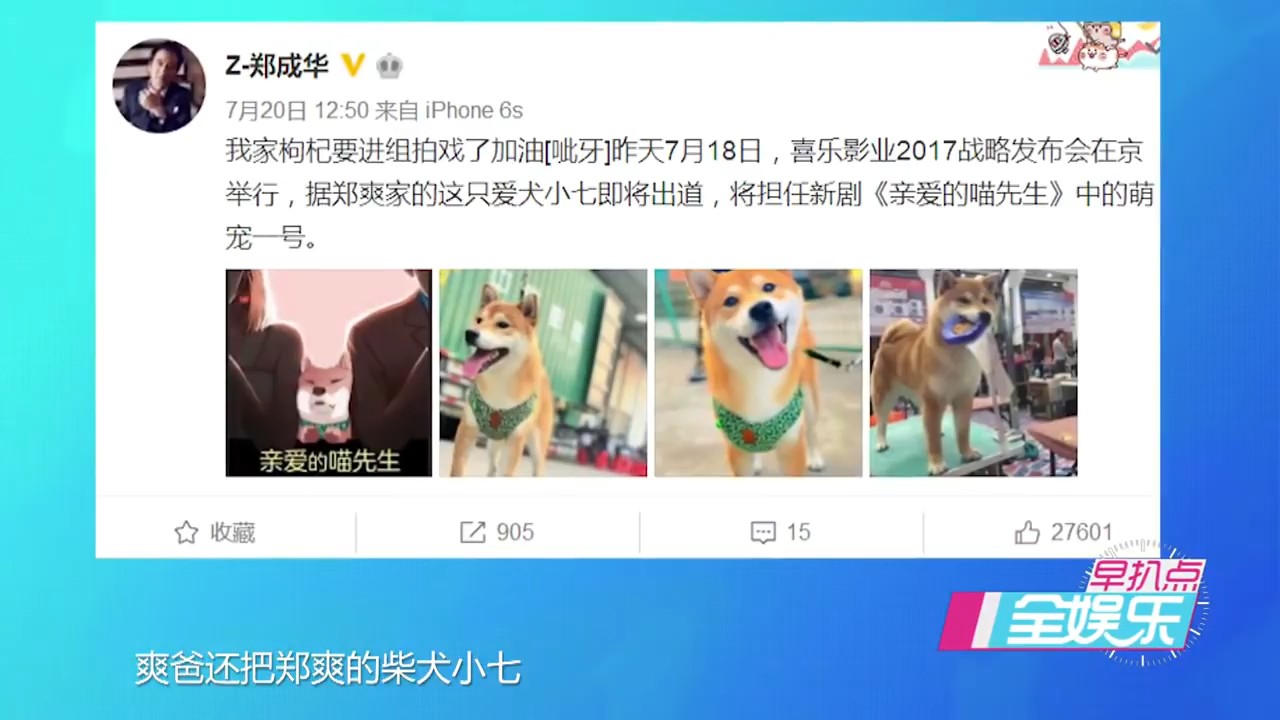 Z-郑成华
7月20日 12:50 来自 iPhone 6s
我家枸杞要进组拍戏了加油[呲牙]昨天7月18日，喜乐影业2017战略发布会在京
举行，据郑爽家的这只爱犬小七即将出道，将担任新剧《亲爱的喵先生》中的萌
宠一号。
亲爱的喵先生
收藏
905
15
27601
早扒点
全娱乐
爽爸还把郑爽的柴犬小七